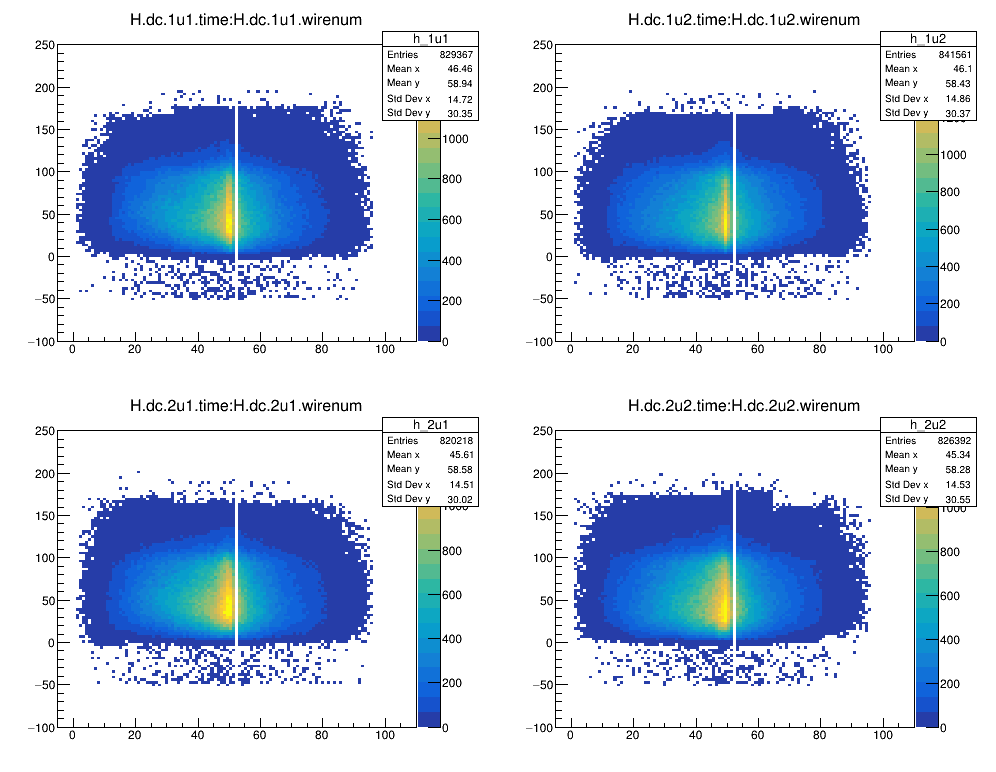 H.dc.1u1.time:H.dc.1u1.wirenum
h_1u1
Entries 829367
Mean x 46.46
Mean y 58.94
Std Dev x 14.72
Std Dev y 30.35
250
200
150
100
50
0
−50
−100
0 20 40 60 80 100
1000
800
600
400
200
0
H.dc.1u2.time:H.dc.1u2.wirenum
h_1u2
Entries 841561
Mean x 46.1
Mean y 58.43
Std Dev x 14.86
Std Dev y 30.37
250
200
150
100
50
0
−50
−100
0 20 40 60 80 100
1200
1000
800
600
400
200
0
H.dc.2u1.time:H.dc.2u1.wirenum
h_2u1
Entries 820218
Mean x 45.61
Mean y 58.58
Std Dev x 14.51
Std Dev y 30.02
250
200
150
100
50
0
−50
−100
0 20 40 60 80 100
1000
800
600
400
200
0
H.dc.2u2.time:H.dc.2u2.wirenum
h_2u2
Entries 826392
Mean x 45.34
Mean y 58.28
Std Dev x 14.53
Std Dev y 30.55
250
200
150
100
50
0
−50
−100
0 20 40 60 80 100
1000
800
600
400
200
0